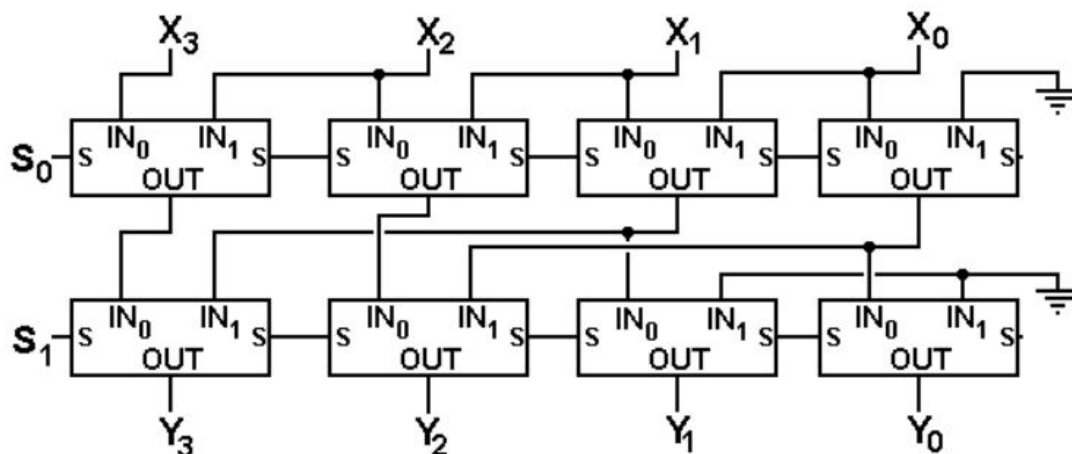 X₃ X₂ X₁ X₀
IN₀ IN₁ IN₀ IN₁ IN₀ IN₁ IN₀ IN₁
S₀ S S S S S S S S
OUT OUT OUT OUT
IN₀ IN₁ IN₀ IN₁ IN₀ IN₁ IN₀ IN₁
S₁ S S S S S S S S
OUT OUT OUT OUT
Y₃ Y₂ Y₁ Y₀